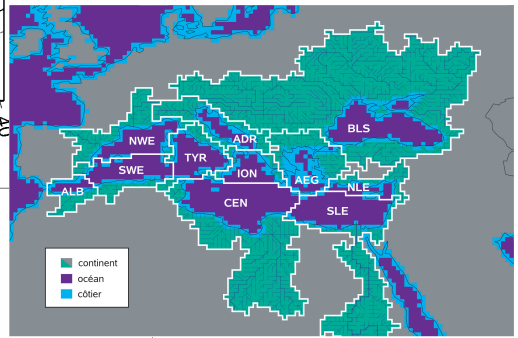 40
BLS
NWE
ADR
TYR
SWE
ION
AEG
ALB
NLE
CEN
SLE
continent
océan
côtier